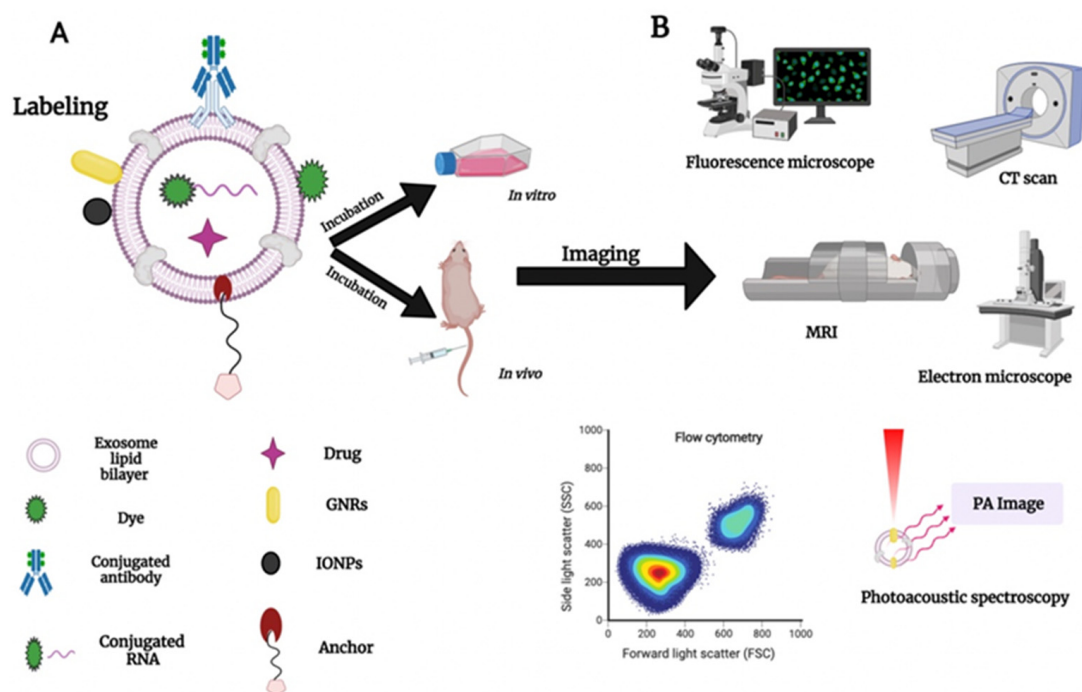 A
B
Labeling
Incubation
Incubation
In vitro
In vivo
Imaging
Fluorescence microscope
CT scan
MRI
Electron microscope
Exosome
lipid
bilayer
Dye
Conjugated
antibody
Conjugated
RNA
Drug
GNRs
IONPs
Anchor
Flow cytometry
Side light scatter (SSC)
1000
800
600
400
200
0
0 200 400 600 800 1000
Forward light scatter (FSC)
PA Image
Photoacoustic spectroscopy